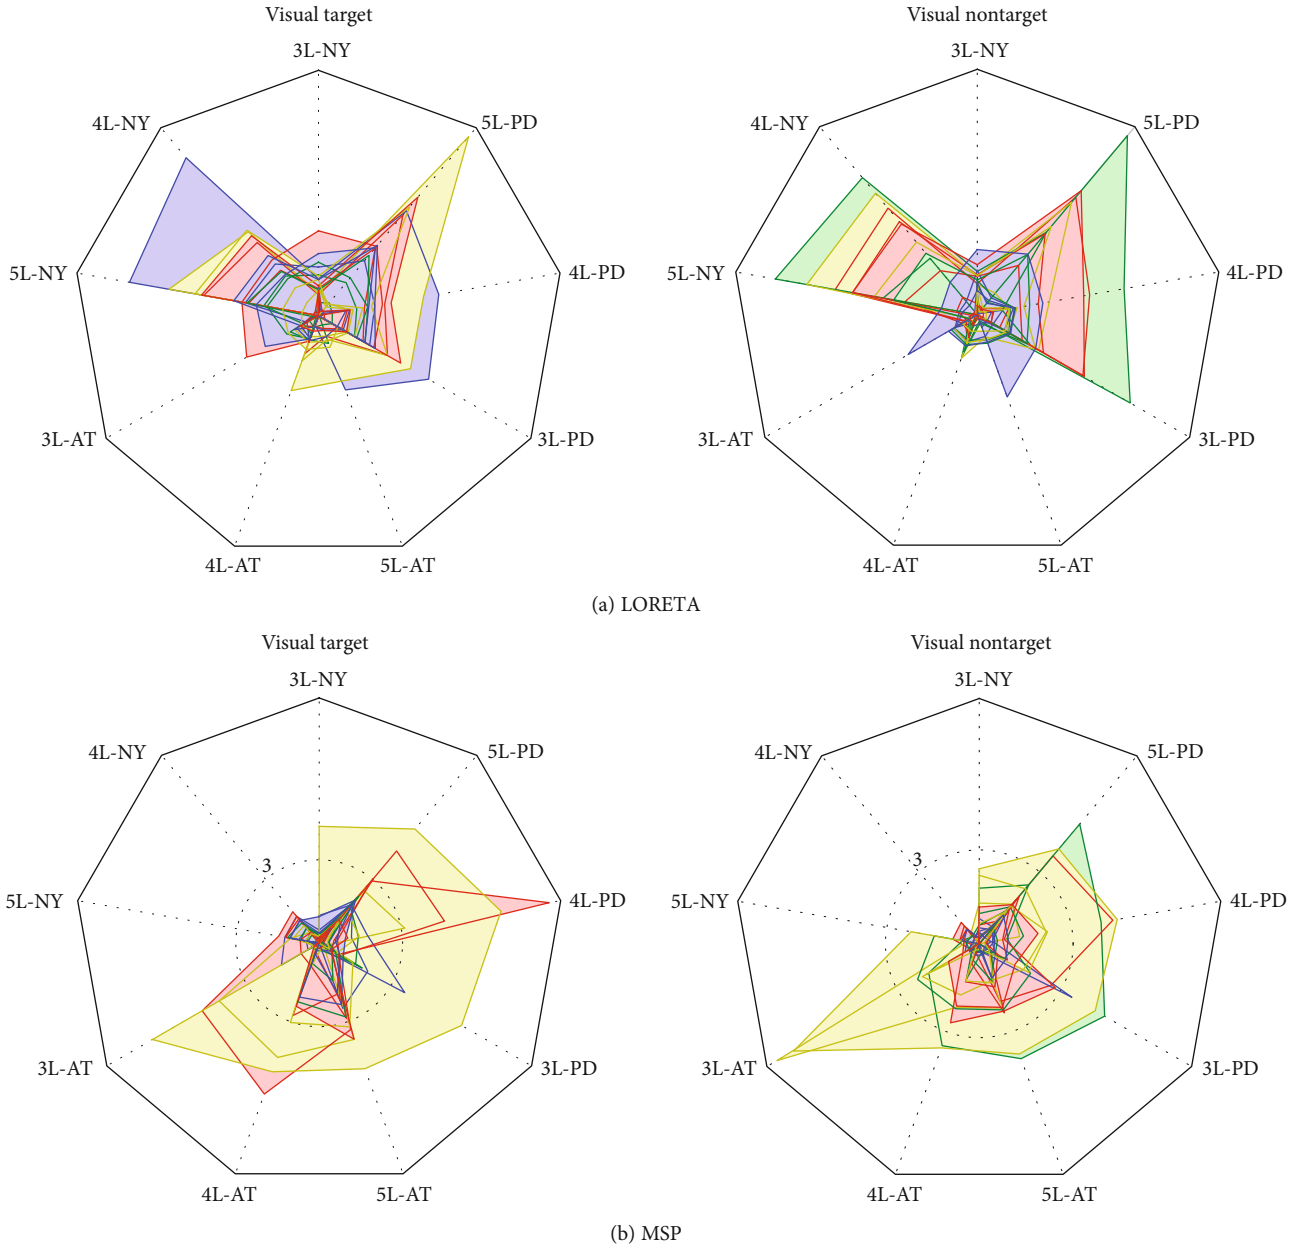 Visual target
3L-NY
5L-PD
4L-PD
3L-PD
5L-AT
4L-AT
3L-AT
5L-NY
4L-NY
Visual nontarget
3L-NY
5L-PD
4L-PD
3L-PD
5L-AT
4L-AT
3L-AT
5L-NY
4L-NY
(a) LORETA
Visual target
3L-NY
5L-PD
4L-PD
3L-PD
5L-AT
4L-AT
3L-AT
5L-NY
4L-NY
3
Visual nontarget
3L-NY
5L-PD
4L-PD
3L-PD
5L-AT
4L-AT
3L-AT
5L-NY
4L-NY
3
(b) MSP